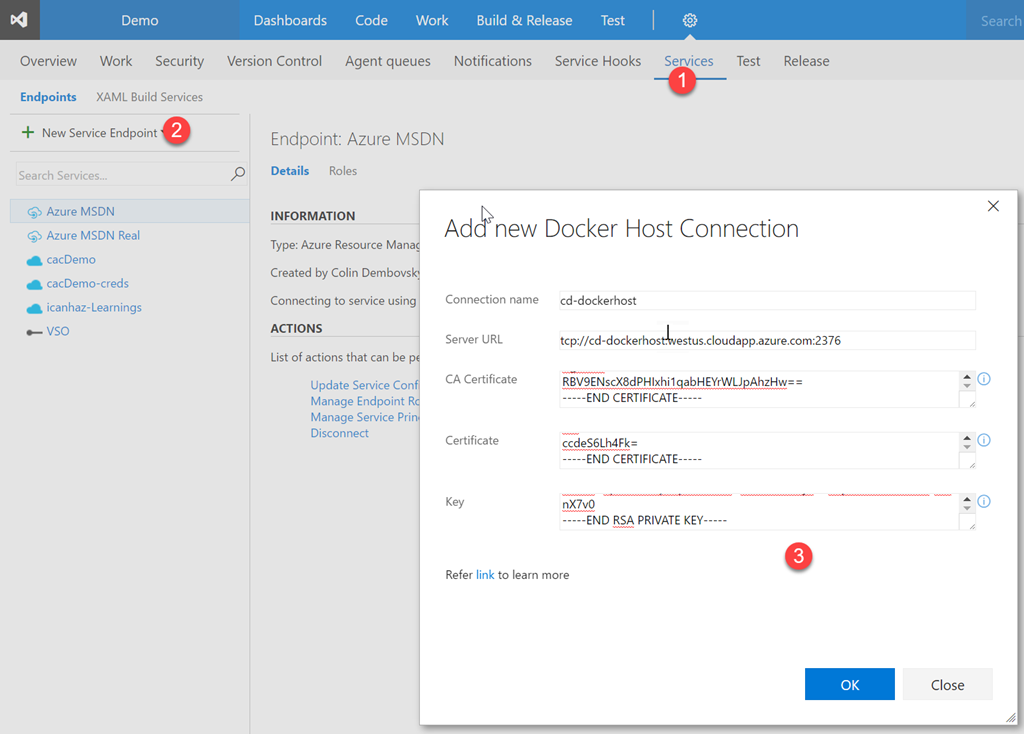 Demo Dashboards Code Work Build & Release Test Search
Overview Work Security Version Control Agent queues Notifications Service Hooks Services Test Release
1
Endpoints XAML Build Services
+ New Service Endpoint 2
Search Services...
Azure MSDN
Azure MSDN Real
cacDemo
cacDemo-creds
icanhaz-Learnings
VSO
Endpoint: Azure MSDN
Details Roles
INFORMATION
Type: Azure Resource Manag
Created by Colin Dembovsky
Connecting to service using
ACTIONS
List of actions that can be pe
Update Service Conf
Manage Endpoint Ro
Manage Service Prin
Disconnect
Add new Docker Host Connection
Connection name cd-dockerhost
Server URL tcp://cd-dockerhost.westus.cloudapp.azure.com:2376
CA Certificate RBV9ENscX8dPHIxhi1qabHEYrWLJpAhzHw==
-----END CERTIFICATE-----
Certificate ccdeS6Lh4Fk=
-----END CERTIFICATE-----
Key nX7v0
-----END RSA PRIVATE KEY-----
3
Refer link to learn more
OK Close